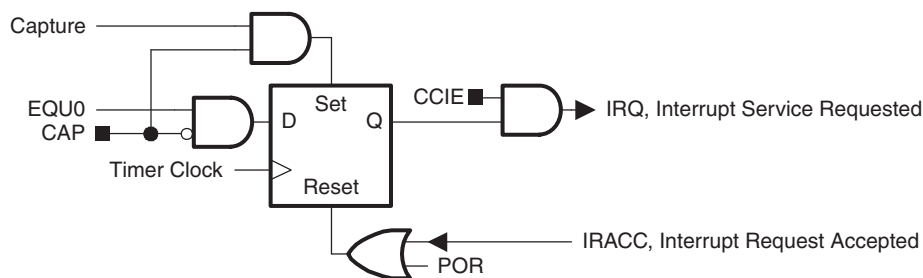 Capture
EQU0
CAP
Timer Clock
Set
D
Q
Reset
CCIE
IRQ, Interrupt Service Requested
IRACC, Interrupt Request Accepted
POR